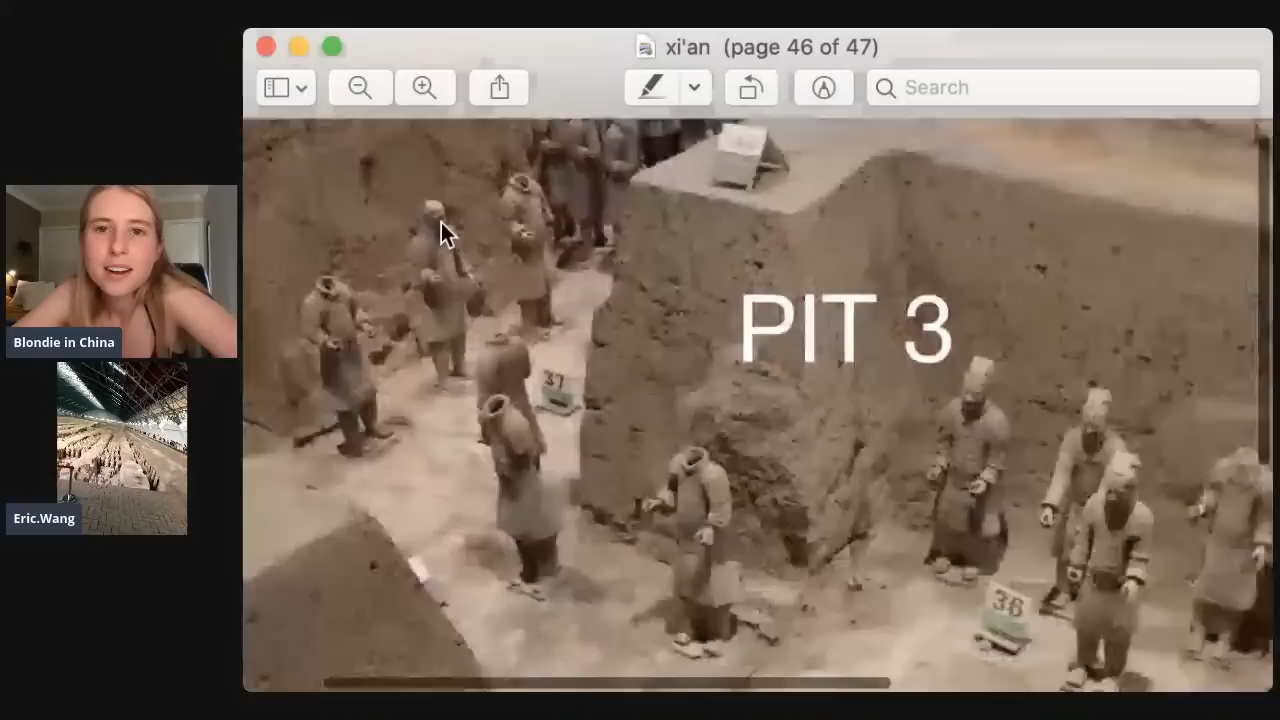 xi'an (page 46 of 47)
Search
PIT 3
37
36
Blondie in China
Eric.Wang